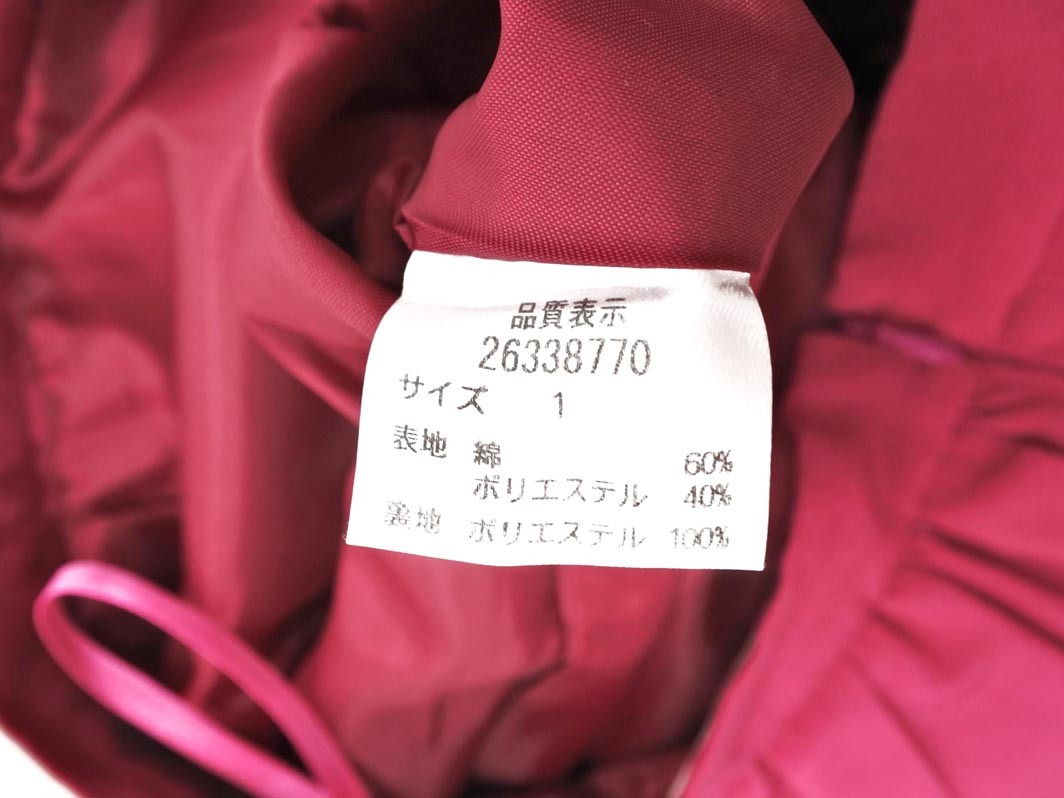 品質表示
26338770
サイズ 1
表地 綿 60%
ポリエステル 40%
裏地 ポリエステル 100%